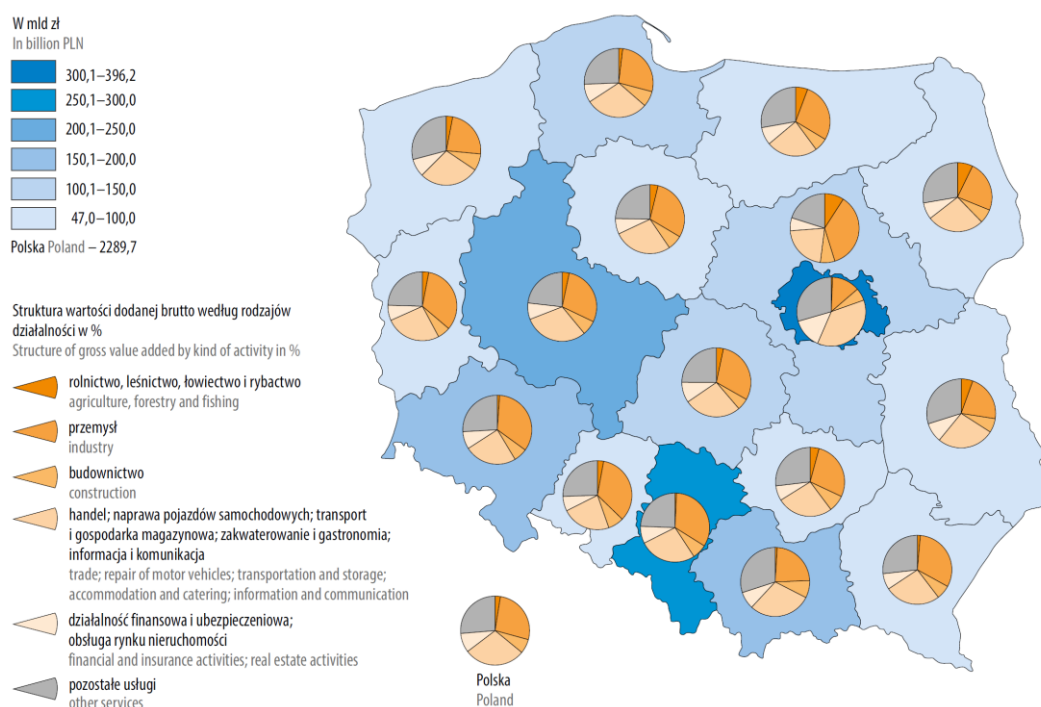 W mld zł
In billion PLN
300,1–396,2
250,1–300,0
200,1–250,0
150,1–200,0
100,1–150,0
47,0–100,0
Polska Poland – 2289,7
Struktura wartości dodanej brutto według rodzajów
działalności w %
Structure of gross value added by kind of activity in %
rolnictwo, leśnictwo, łowiectwo i rybactwo
agriculture, forestry and fishing
przemysł
industry
budownictwo
construction
handel; naprawa pojazdów samochodowych; transport
i gospodarka magazynowa; zakwaterowanie i gastronomia;
informacja i komunikacja
trade; repair of motor vehicles; transportation and storage;
accommodation and catering; information and communication
działalność finansowa i ubezpieczeniowa;
obsługa rynku nieruchomości
financial and insurance activities; real estate activities
pozostałe usługi
other services
Polska
Poland